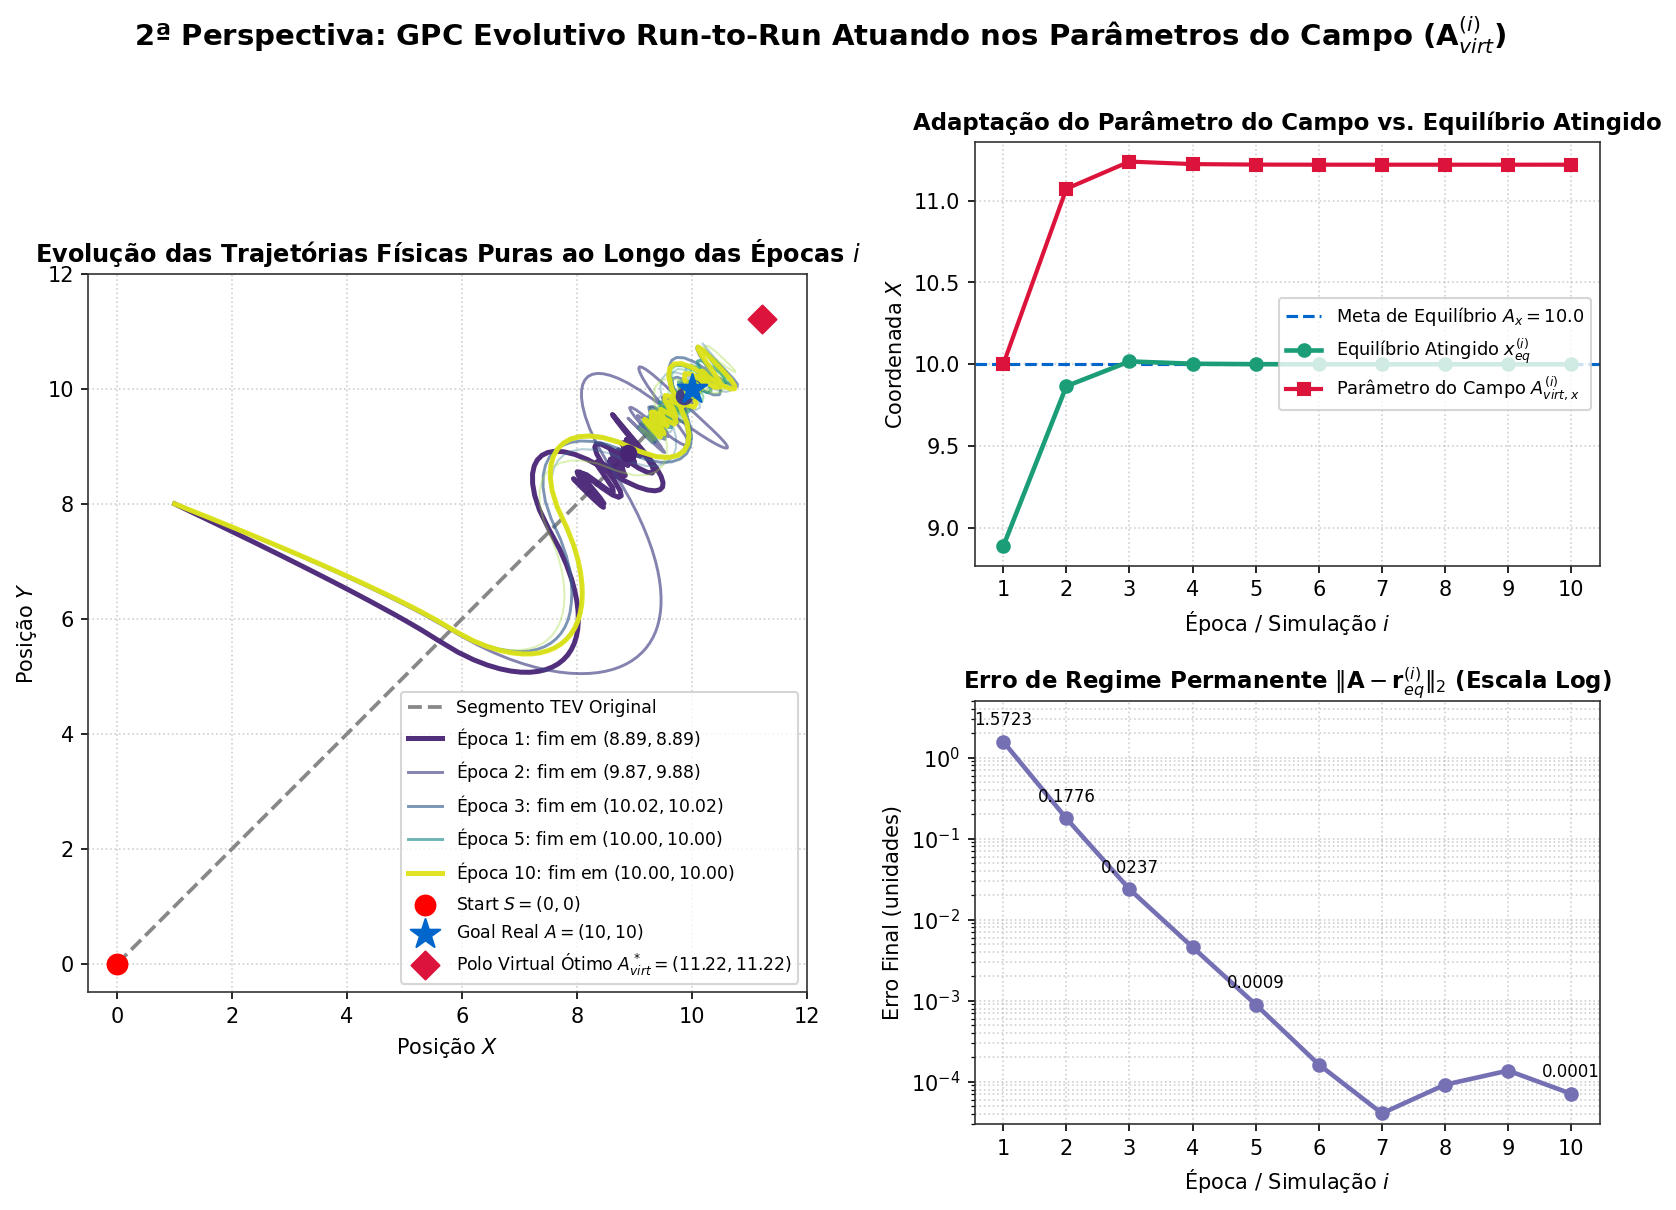 2ª Perspectiva: GPC Evolutivo Run-to-Run Atuando nos Parâmetros do Campo (A_{virt}^{(i)})
Evolução das Trajetórias Físicas Puras ao Longo das Épocas i
12
10
8
6
4
2
0
Posição Y
0 2 4 6 8 10 12
Posição X
Segmento TEV Original
Época 1: fim em (8.89, 8.89)
Época 2: fim em (9.87, 9.88)
Época 3: fim em (10.02, 10.02)
Época 5: fim em (10.00, 10.00)
Época 10: fim em (10.00, 10.00)
Start S = (0, 0)
Goal Real A = (10, 10)
Polo Virtual Ótimo A_{virt}^{*} = (11.22, 11.22)
Adaptação do Parâmetro do Campo vs. Equilíbrio Atingido
11.0
10.5
10.0
9.5
9.0
Coordenada X
Meta de Equilíbrio A_x = 10.0
Equilíbrio Atingido x_{eq}^{(i)}
Parâmetro do Campo A_{virt, x}^{(i)}
1 2 3 4 5 6 7 8 9 10
Época / Simulação i
Erro de Regime Permanente ‖A − r_{eq}^{(i)}‖₂ (Escala Log)
10⁰
10⁻¹
10⁻²
10⁻³
10⁻⁴
Erro Final (unidades)
1.5723
0.1776
0.0237
0.0009
0.0001
1 2 3 4 5 6 7 8 9 10
Época / Simulação i